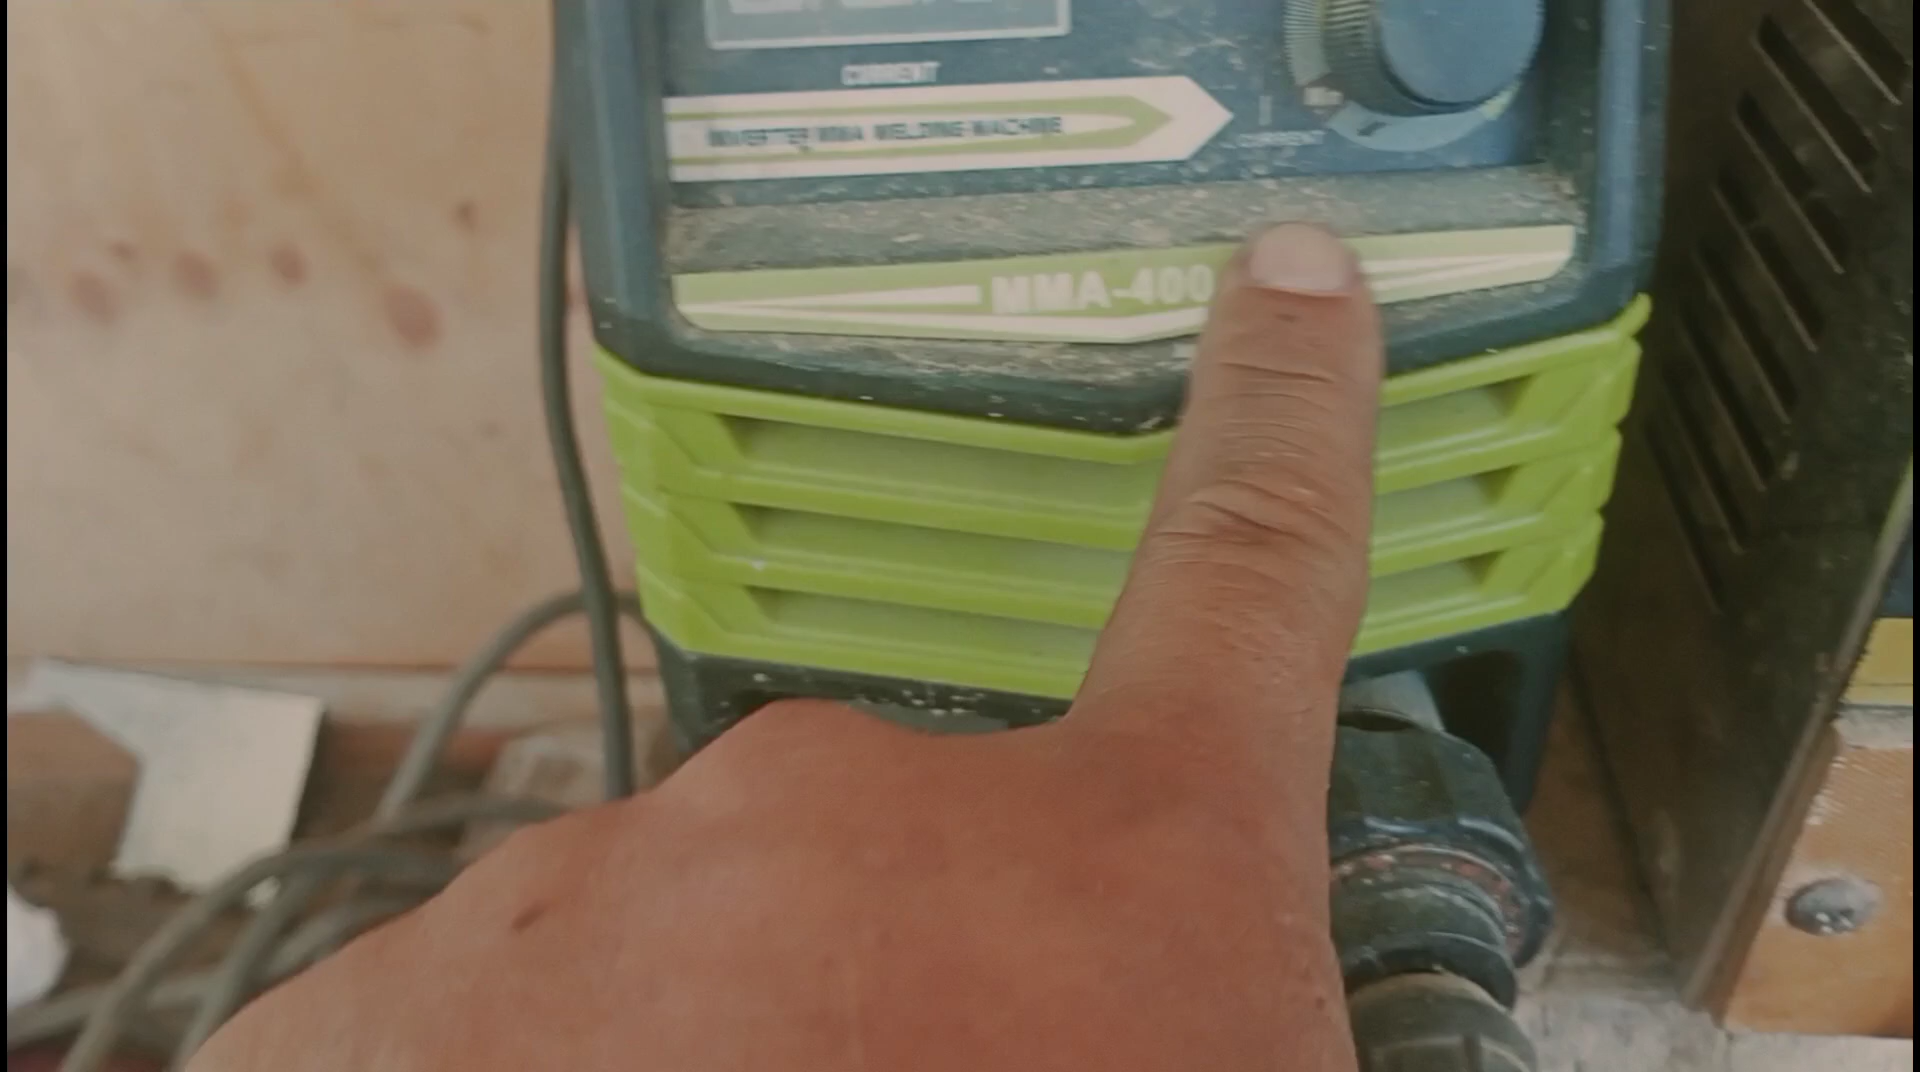 CURRENT
INVERTER MMA WELDING MACHINE
CURRENT
MMA-400